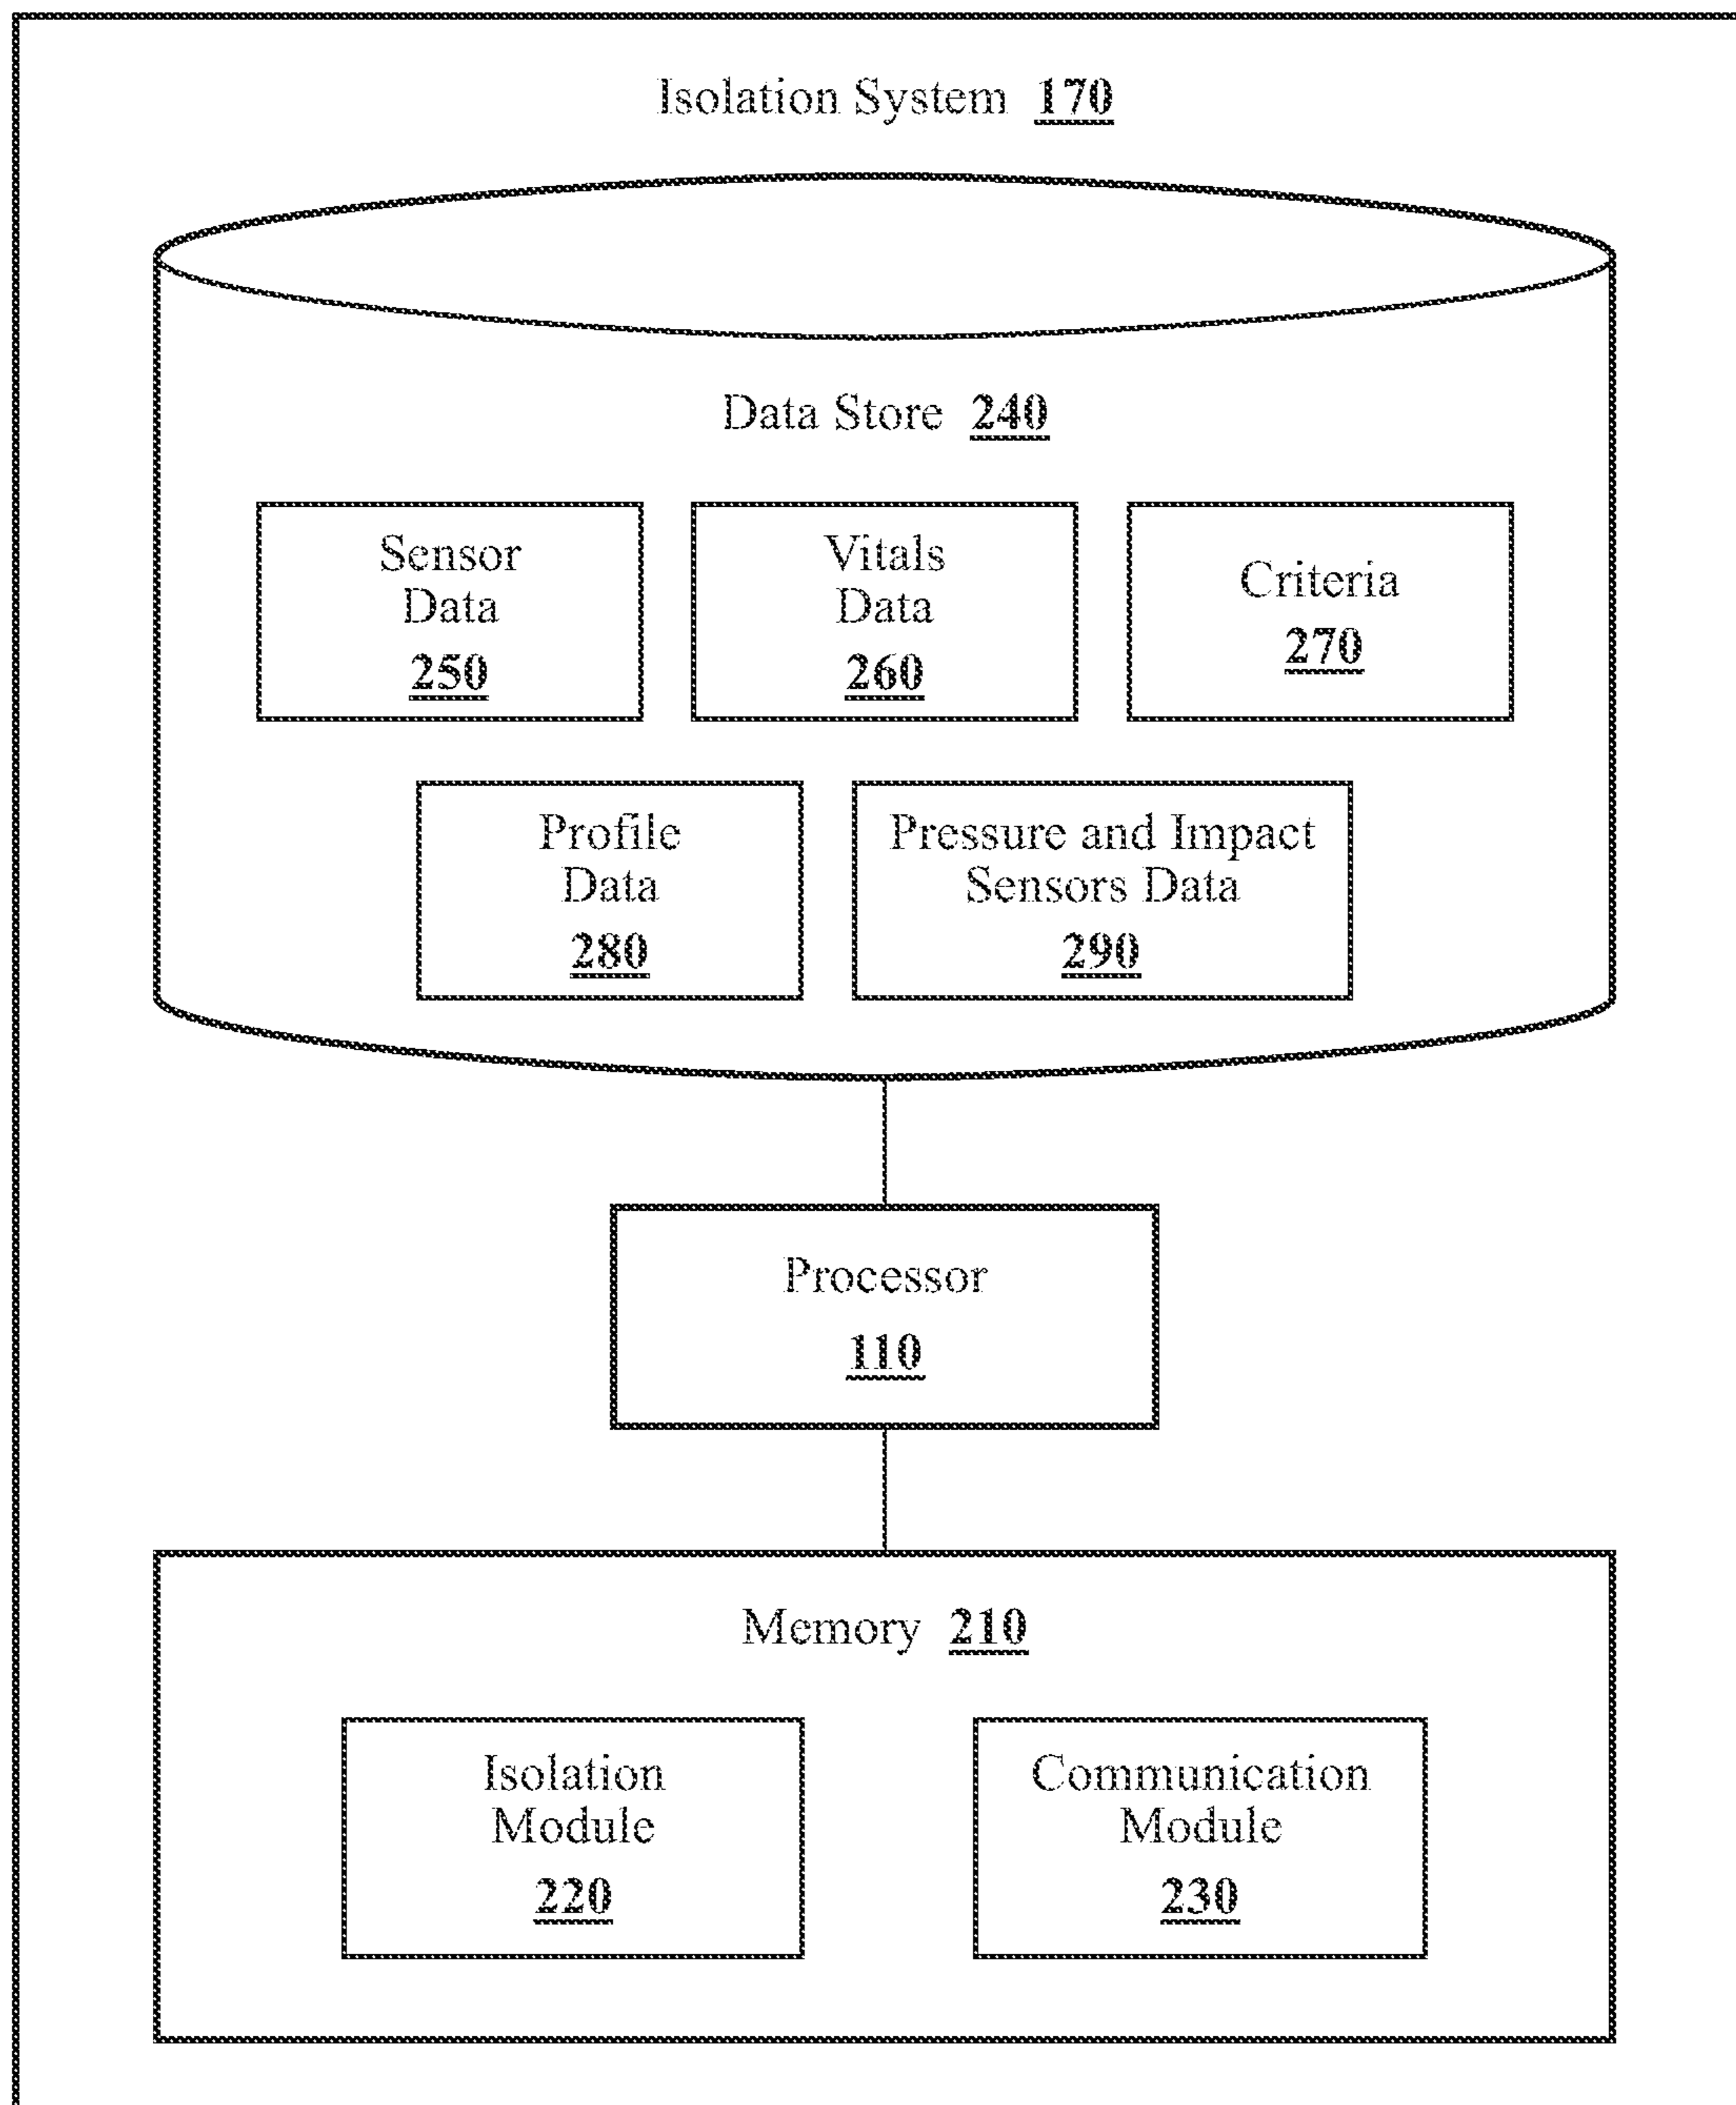 Isolation System 170
Data Store 240
Sensor
Data
250
Vitals
Data
260
Criteria
270
Profile
Data
280
Pressure and Impact
Sensors Data
290
Processor
110
Memory 210
Isolation
Module
220
Communication
Module
230